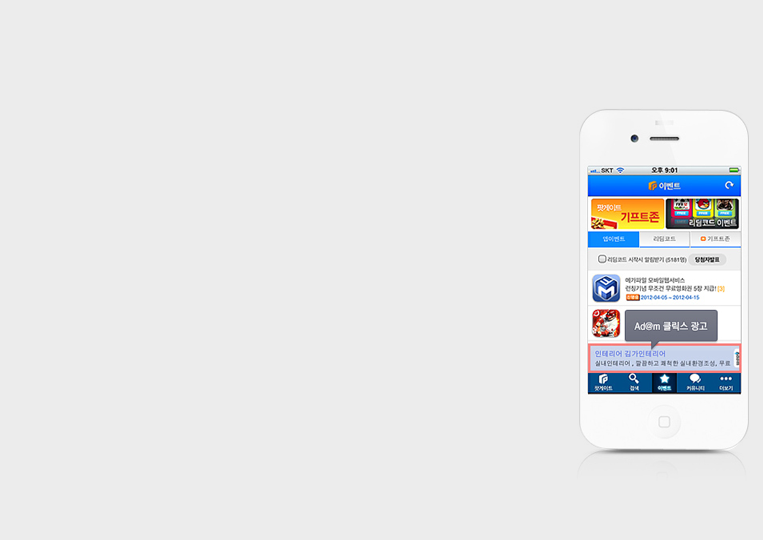 SKT 오후 9:01
이벤트
팟게이트
기프트존
FREE FREE FREE
리딤코드 이벤트
앱이벤트 리딤코드 기프트존
리딤코드 시작시 알림받기 (5181명) 당첨자발표
메가파일 모바일웹서비스
런칭기념 무조건 무료영화권 5장 지급! [3]
2012-04-05 ~ 2012-04-15
Ad@m 클릭스 광고
인테리어 김가인테리어
실내인테리어 , 깔끔하고 쾌적한 실내환경조성, 무료
팟게이트 검색 이벤트 커뮤니티 더보기